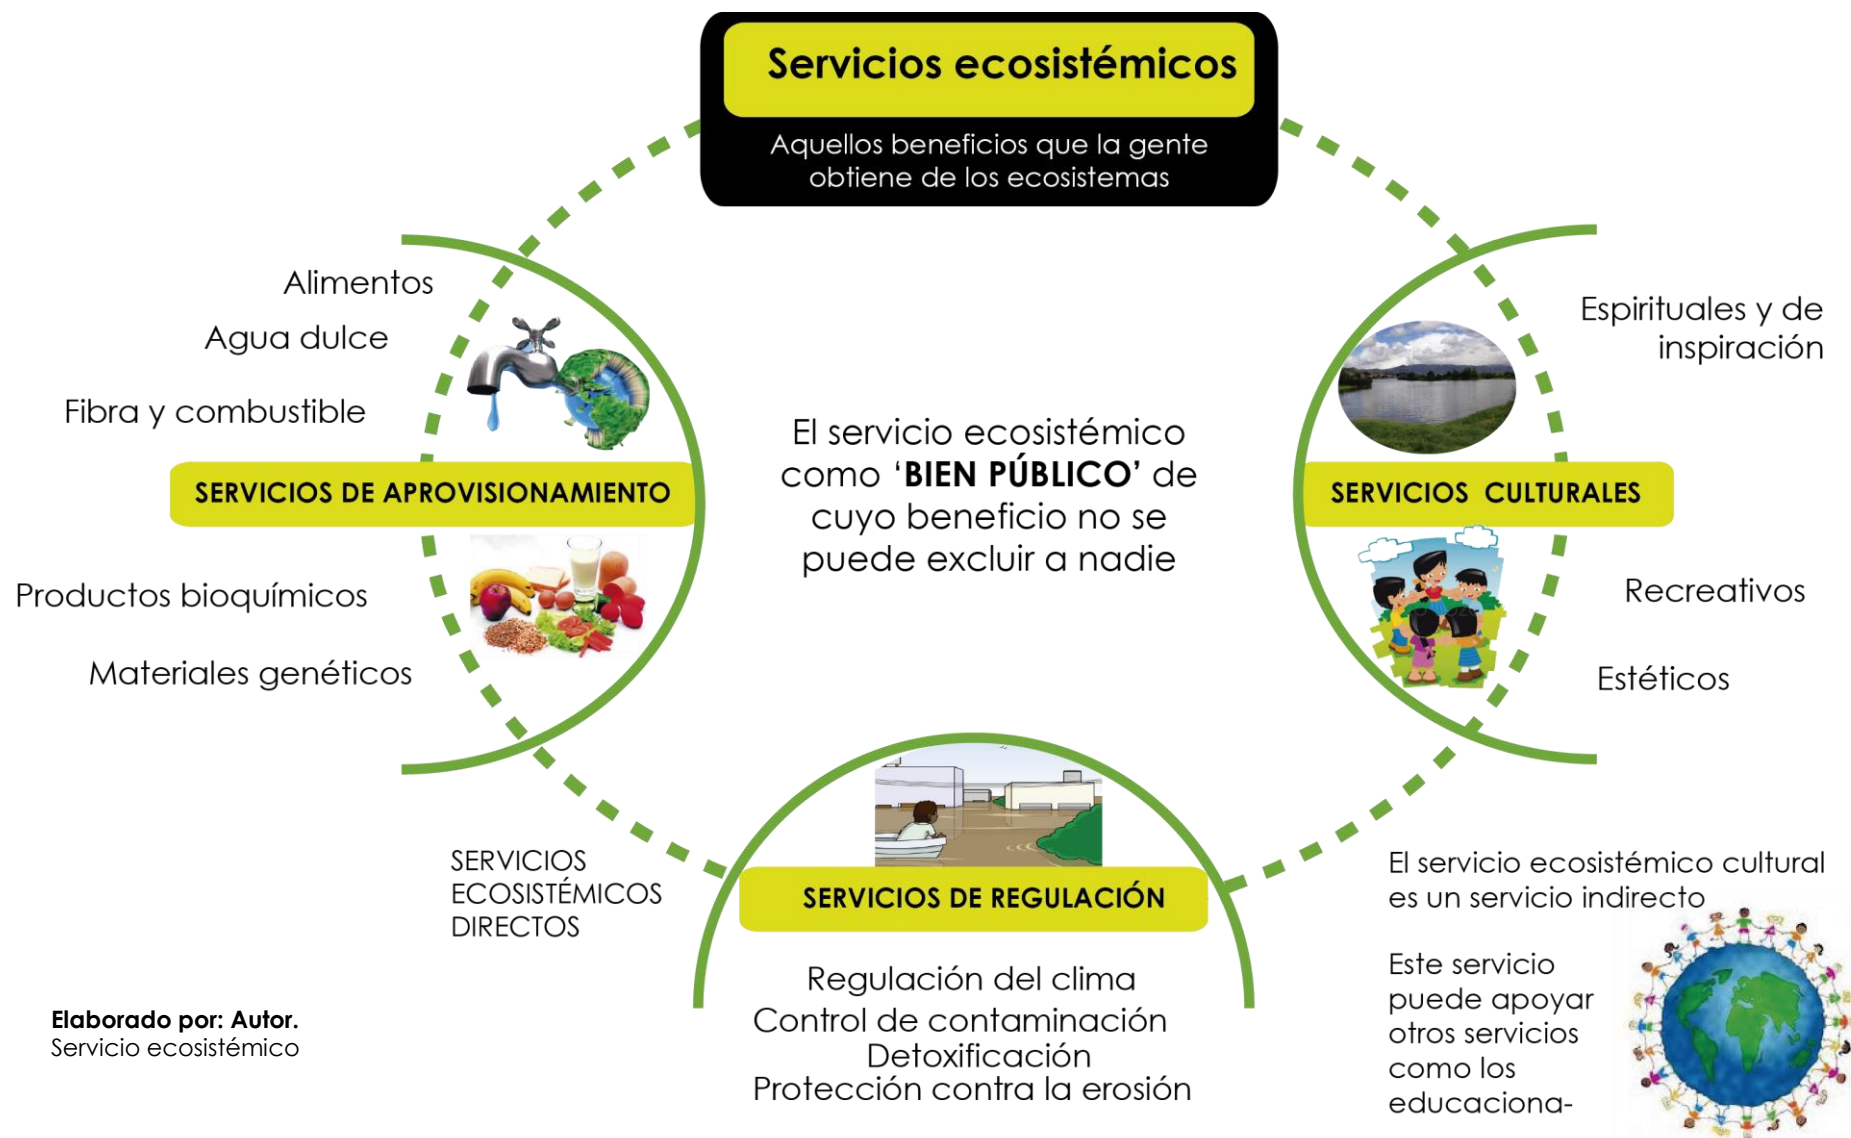 Servicios ecosistémicos
Aquellos beneficios que la gente
obtiene de los ecosistemas
Alimentos
Agua dulce
Fibra y combustible
SERVICIOS DE APROVISIONAMIENTO
Productos bioquímicos
Materiales genéticos
El servicio ecosistémico
como ‘BIEN PÚBLICO’ de
cuyo beneficio no se
puede excluir a nadie
Espirituales y de
inspiración
SERVICIOS CULTURALES
Recreativos
Estéticos
SERVICIOS
ECOSISTÉMICOS
DIRECTOS
SERVICIOS DE REGULACIÓN
Regulación del clima
Control de contaminación
Detoxificación
Protección contra la erosión
El servicio ecosistémico cultural
es un servicio indirecto
Este servicio
puede apoyar
otros servicios
como los
educaciona-
Elaborado por: Autor.
Servicio ecosistémico